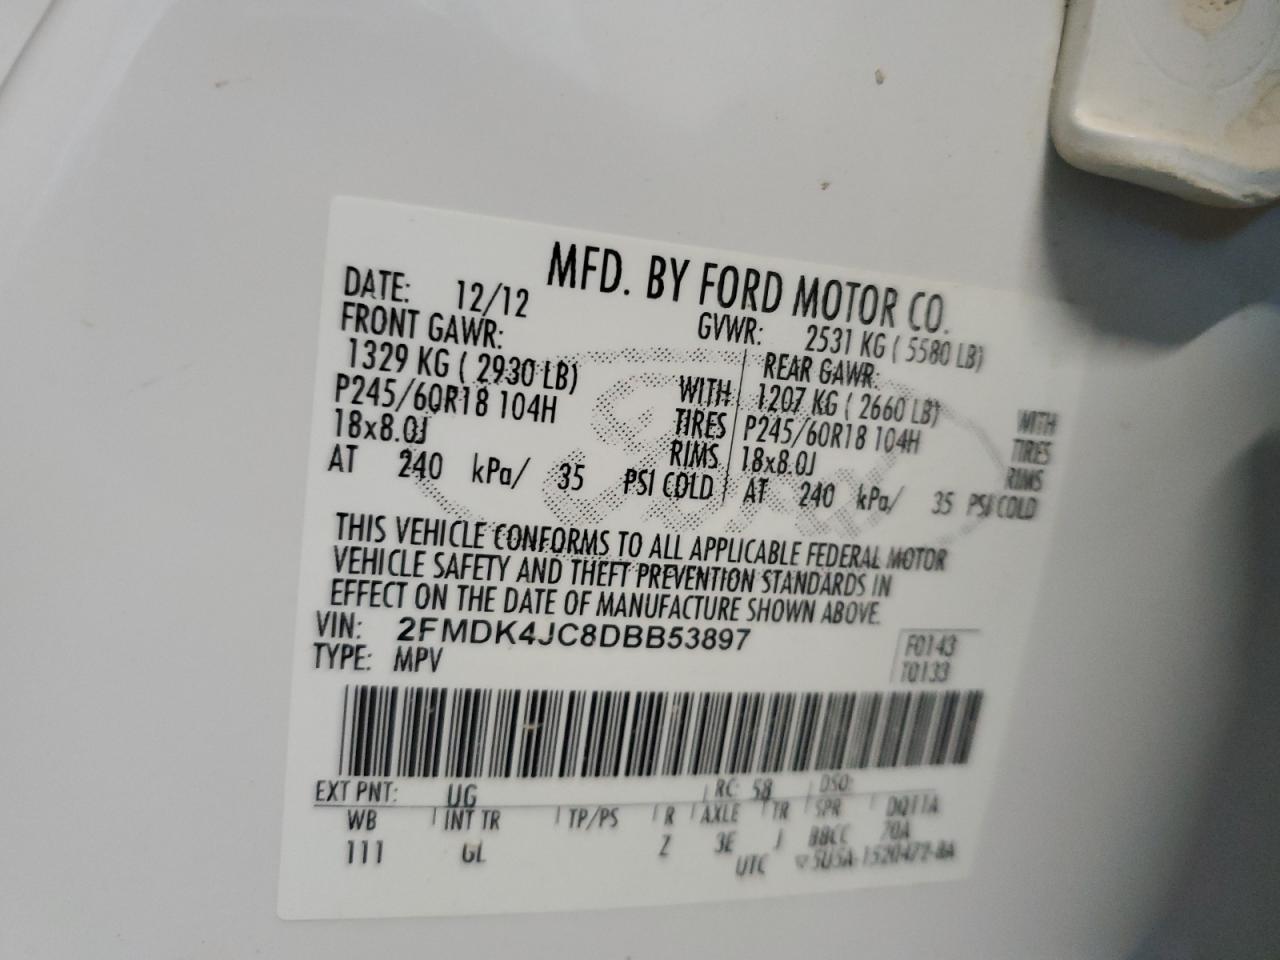 MFD. BY FORD MOTOR CO.
DATE: 12/12 GVWR: 2531 KG ( 5580 LB)
FRONT GAWR: REAR GAWR:
1329 KG ( 2930 LB) WITH 1207 KG ( 2660 LB) WITH
P245/60R18 104H TIRES P245/60R18 104H TIRES
18x8.0J RIMS 18x8.0J RIMS
AT 240 kPa/ 35 PSI COLD AT 240 kPa/ 35 PSI COLD
THIS VEHICLE CONFORMS TO ALL APPLICABLE FEDERAL MOTOR
VEHICLE SAFETY AND THEFT PREVENTION STANDARDS IN
EFFECT ON THE DATE OF MANUFACTURE SHOWN ABOVE.
VIN: 2FMDK4JC8DBB53897 F0143
TYPE: MPV T0133
EXT PNT: UG RC: 58 DSO:
WB INT TR TP/PS R AXLE TR SPR DQ11A
111 GL Z 3E J BBCC 70A
UTC